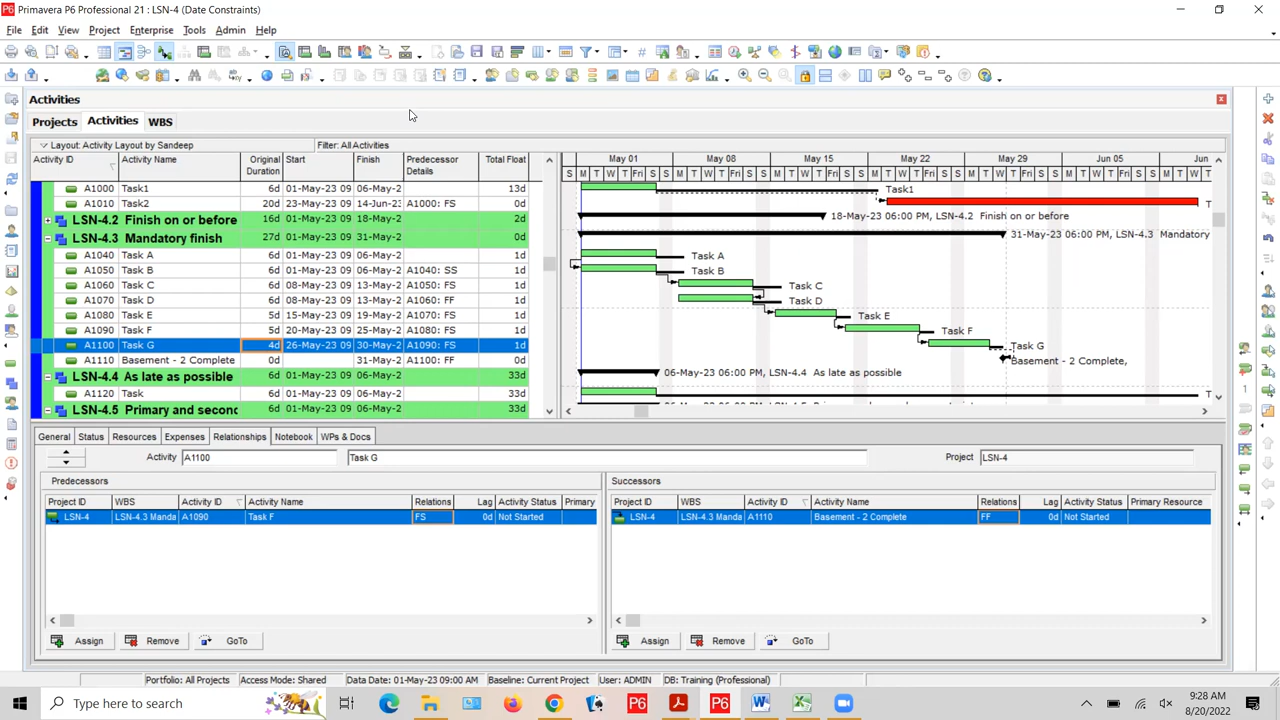 Primavera P6 Professional 21 : LSN-4 (Date Constraints)
File Edit View Project Enterprise Tools Admin Help
Activities
Projects Activities WBS
Layout: Activity Layout by Sandeep Filter: All Activities
Activity ID Activity Name Original Duration Start Finish Predecessor Details Total Float
May 01 May 08 May 15 May 22 May 29 Jun 05 Jun
S M T W T Fri S S M T W T Fri S S M T W T Fri S S M T W T Fri S S M T W T Fri S S M T W T Fri S S M T W T
A1000 Task1 6d 01-May-23 09 06-May-2 13d
A1010 Task2 20d 23-May-23 09 14-Jun-23 A1000: FS 1d
LSN-4.2 Finish on or before 16d 01-May-23 09 18-May-2 2d
LSN-4.3 Mandatory finish 27d 01-May-23 09 31-May-2 0d
A1040 Task A 6d 01-May-23 09 06-May-2 1d
A1050 Task B 6d 01-May-23 09 06-May-2 A1040: SS 1d
A1060 Task C 6d 08-May-23 09 13-May-2 A1050: FS 1d
A1070 Task D 6d 08-May-23 09 13-May-2 A1060: FF 1d
A1080 Task E 5d 15-May-23 09 19-May-2 A1070: FS 1d
A1090 Task F 5d 20-May-23 09 25-May-2 A1080: FS 1d
A1100 Task G 4d 26-May-23 09 30-May-2 A1090: FS 1d
A1110 Basement - 2 Complete 0d 31-May-2 A1100: FF 0d
LSN-4.4 As late as possible 6d 01-May-23 09 06-May-2 33d
A1120 Task 6d 01-May-23 09 06-May-2 33d
LSN-4.5 Primary and second 6d 01-May-23 09 06-May-2 33d
Task1
T
18-May-23 06:00 PM, LSN-4.2 Finish on or before
31-May-23 06:00 PM, LSN-4.3 Mandatory
Task A
Task B
Task C
Task D
Task E
Task F
Task G
Basement - 2 Complete,
06-May-23 06:00 PM, LSN-4.4 As late as possible
T
General Status Resources Expenses Relationships Notebook WPs & Docs
Activity A1100 Task G Project LSN-4
Predecessors
Project ID WBS Activity ID Activity Name Relations Lag Activity Status Primary
LSN-4 LSN-4.3 Manda A1090 Task F FS 0d Not Started
Assign Remove GoTo
Successors
Project ID WBS Activity ID Activity Name Relations Lag Activity Status Primary Resource
LSN-4 LSN-4.3 Manda A1110 Basement - 2 Complete FF 0d Not Started
Assign Remove GoTo
Portfolio: All Projects Access Mode: Shared Data Date: 01-May-23 09:00 AM Baseline: Current Project User: ADMIN DB: Training (Professional)
Type here to search
9:28 AM
8/20/2022